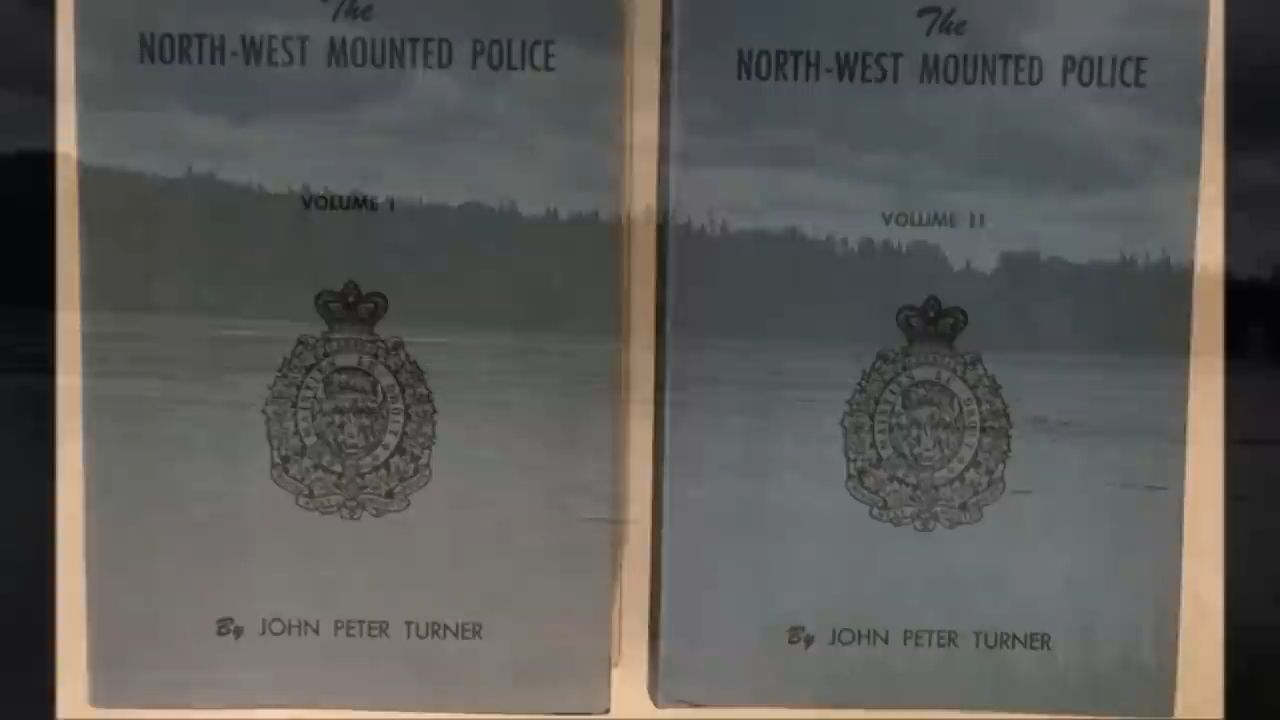 The
NORTH-WEST MOUNTED POLICE
VOLUME I
By JOHN PETER TURNER
The
NORTH-WEST MOUNTED POLICE
VOLUME II
By JOHN PETER TURNER